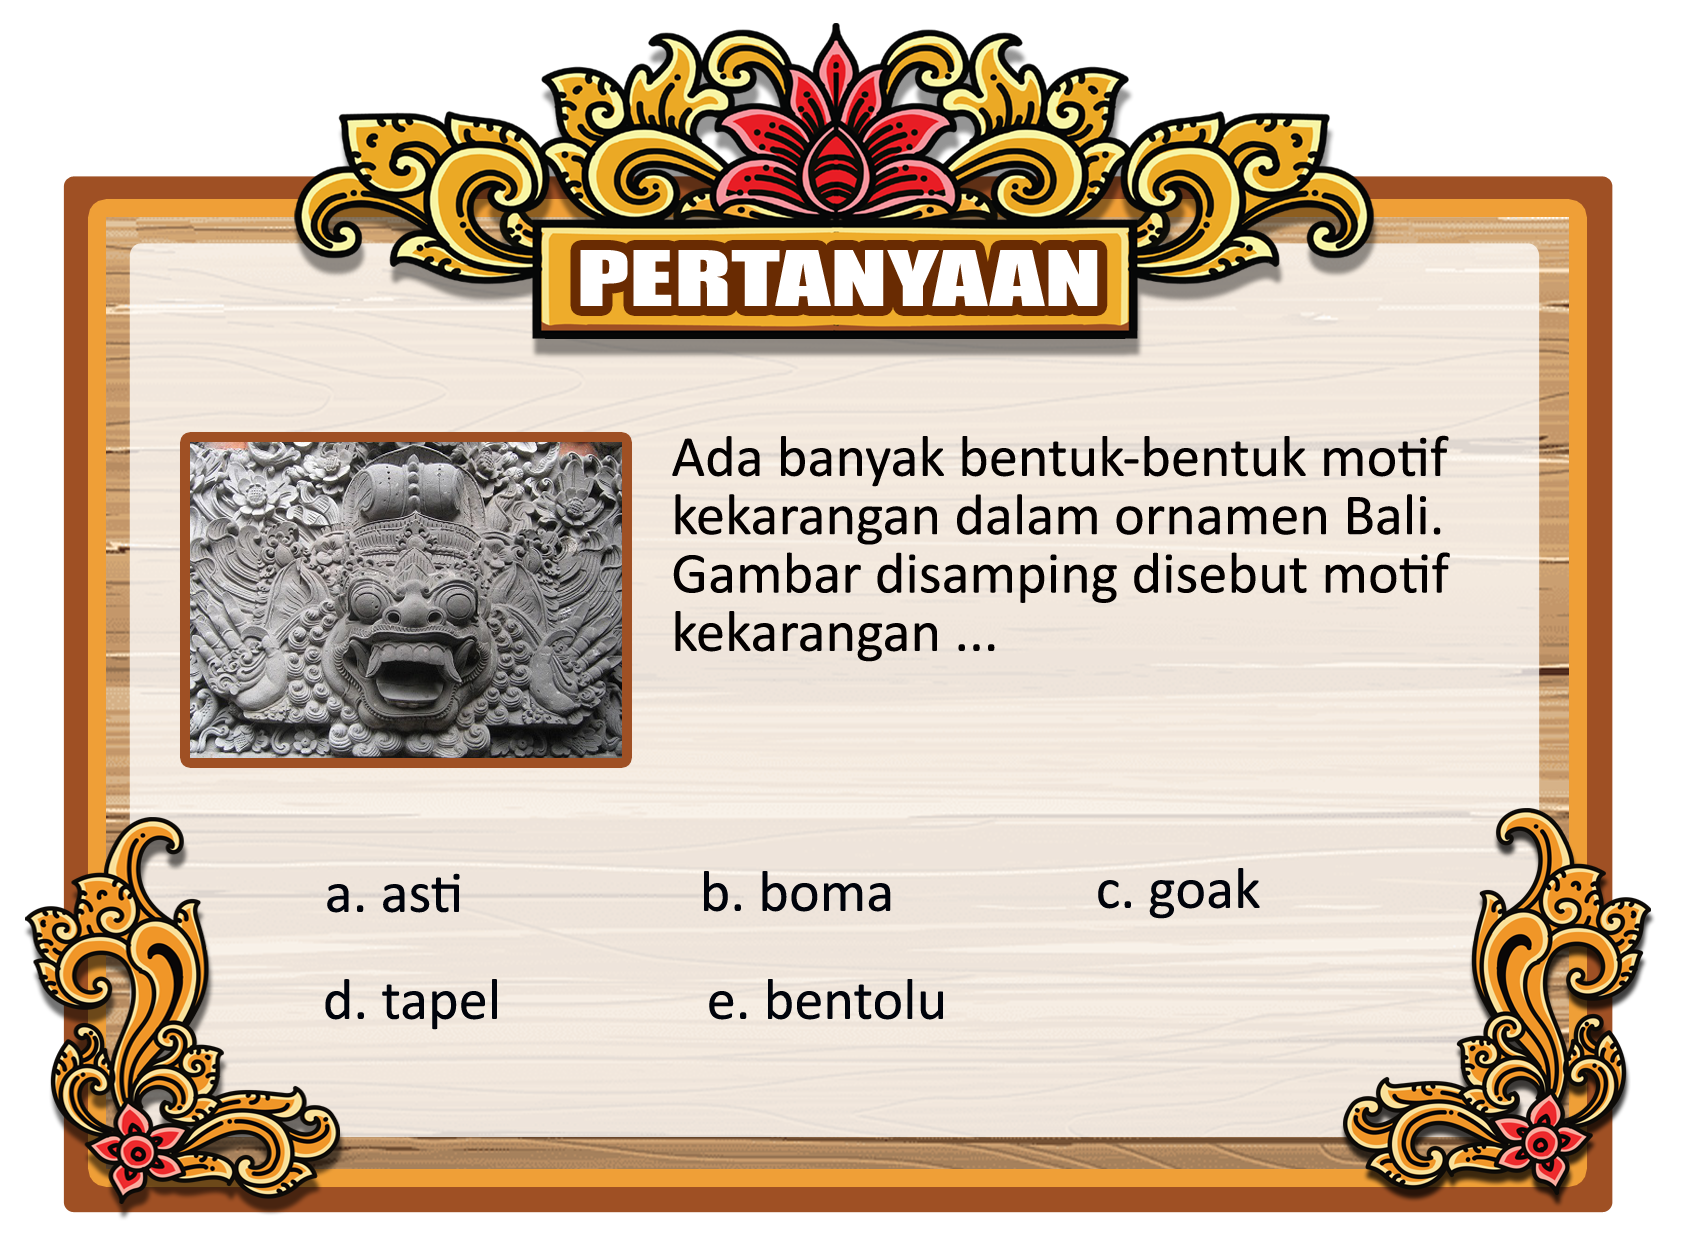 PERTANYAAN
Ada banyak bentuk-bentuk motif
kekarangan dalam ornamen Bali.
Gambar disamping disebut motif
kekarangan ...
a. asti
b. boma
c. goak
d. tapel
e. bentolu